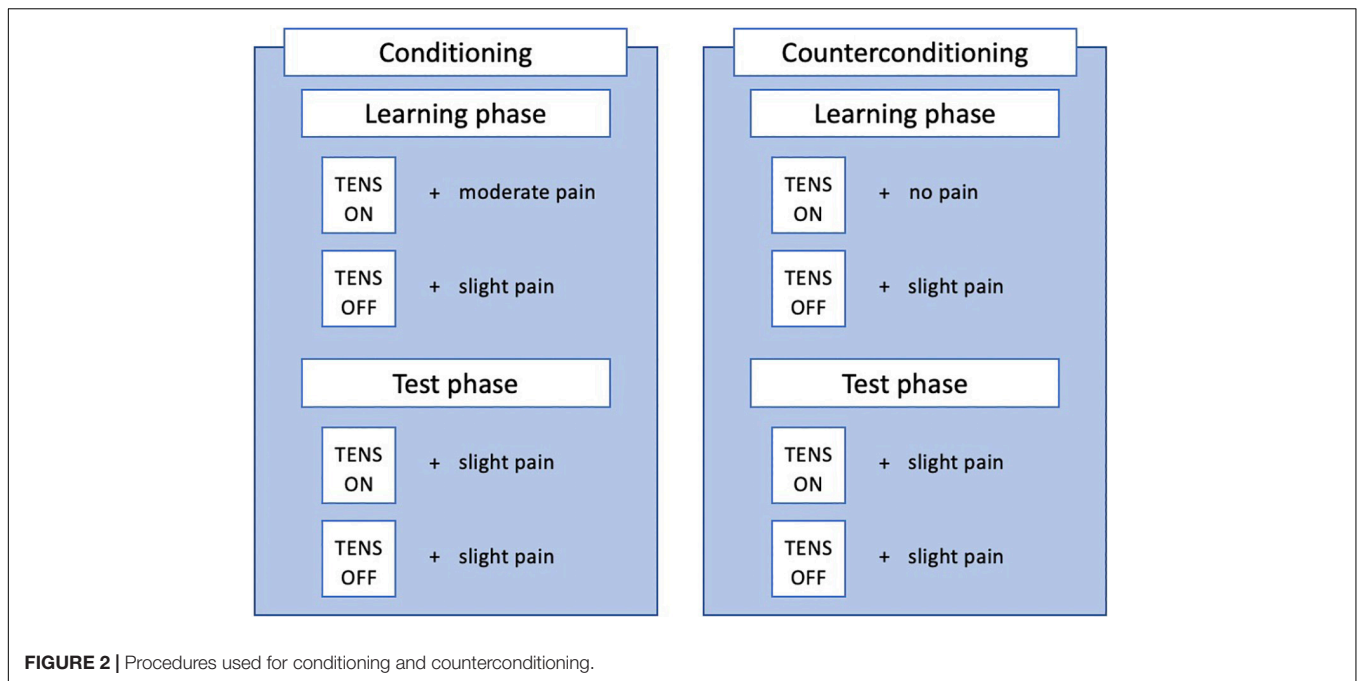 Conditioning
Learning phase
TENS
ON
+ moderate pain
TENS
OFF
+ slight pain
Test phase
TENS
ON
+ slight pain
TENS
OFF
+ slight pain
Counterconditioning
Learning phase
TENS
ON
+ no pain
TENS
OFF
+ slight pain
Test phase
TENS
ON
+ slight pain
TENS
OFF
+ slight pain
FIGURE 2 | Procedures used for conditioning and counterconditioning.